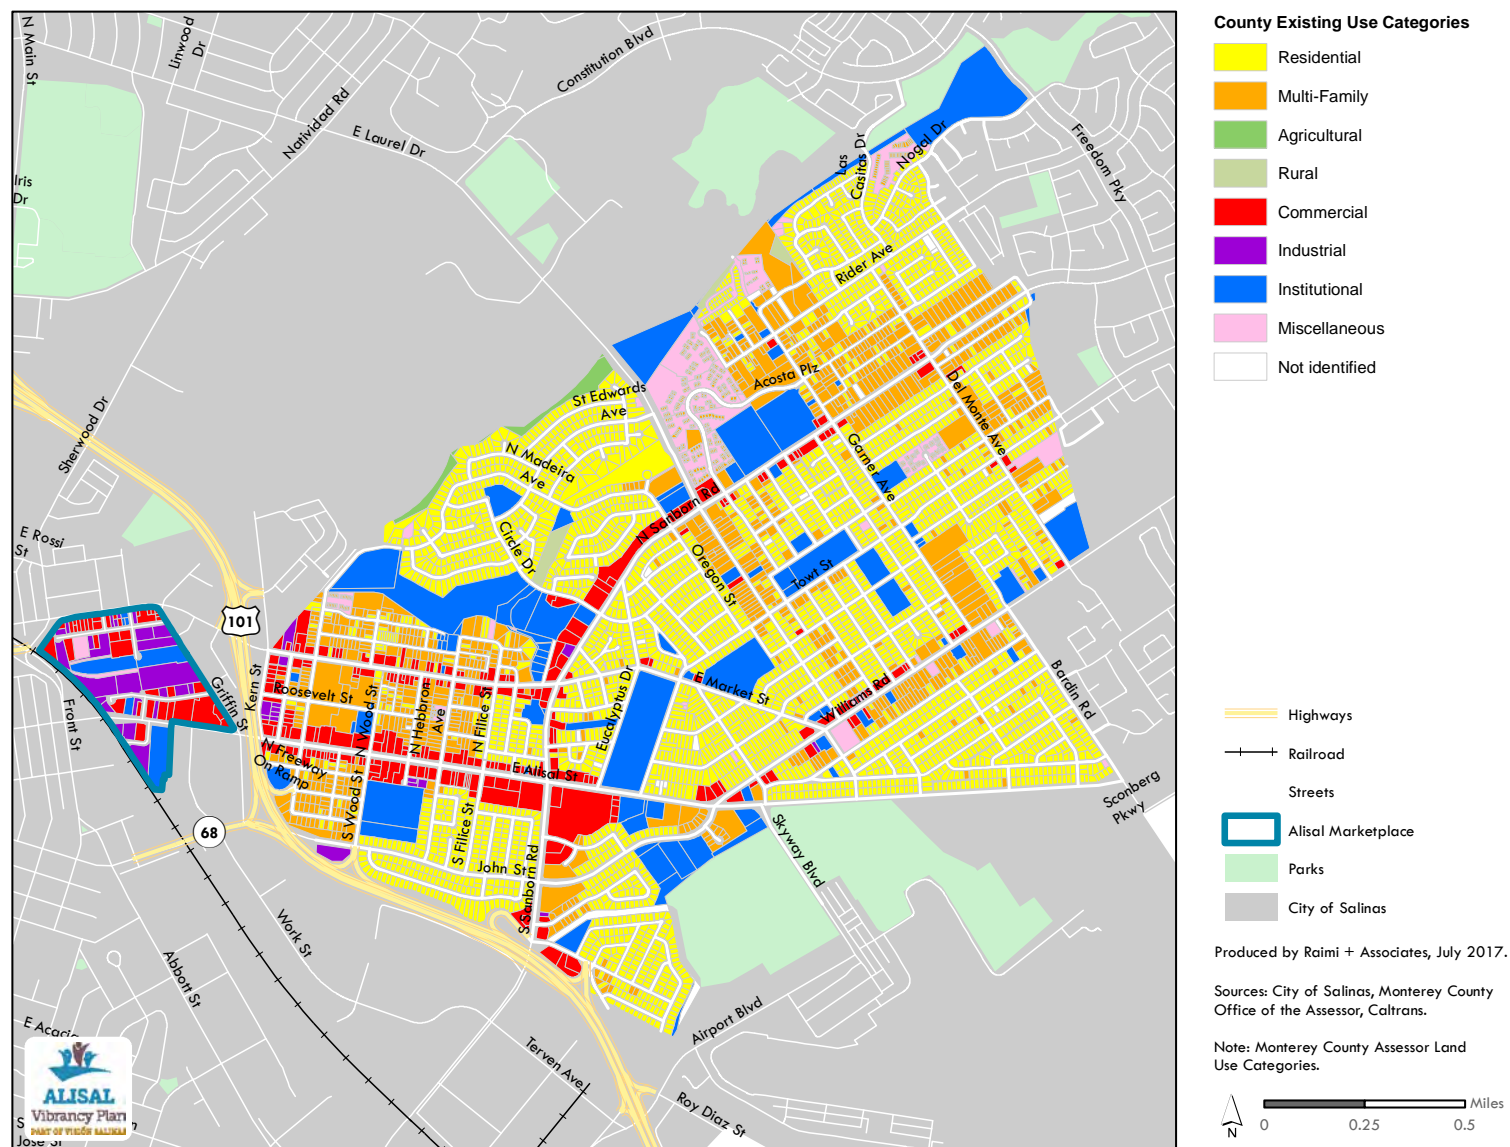 N Main St
Linwood
Dr
Constitution Blvd
Natividad Rd
E Laurel Dr
Iris
Dr
Las
Casitas Dr
Nogal Dr
Freedom Pky
Rider Ave
Acosta Plz
St Edwards
Ave
Del Monte Ave
Sherwood Dr
N Madeira
Ave
Garner Ave
N Sanborn Rd
Circle Dr
E Rossi
St
Oregon St
Towt St
101
Kern St
Griffin St
Front St
Roosevelt St
N Wood St
N Hebbron
Ave
N Filice St
Eucalyptus Dr
E Market St
Williams Rd
Bardin Rd
N Freeway
On Ramp
E Alisal St
S Wood St
S Filice St
John St
S Sanborn Rd
Skyway Blvd
Sconberg
Pkwy
68
Work St
Abbott St
E Acacia
Terven Ave
Airport Blvd
Roy Diaz St
S
Jose St
ALISAL
Vibrancy Plan
PART OF VISIÓN SALINAS
County Existing Use Categories
Residential
Multi-Family
Agricultural
Rural
Commercial
Industrial
Institutional
Miscellaneous
Not identified
Highways
Railroad
Streets
Alisal Marketplace
Parks
City of Salinas
Produced by Raimi + Associates, July 2017.
Sources: City of Salinas, Monterey County
Office of the Assessor, Caltrans.
Note: Monterey County Assessor Land
Use Categories.
N
Miles
0 0.25 0.5